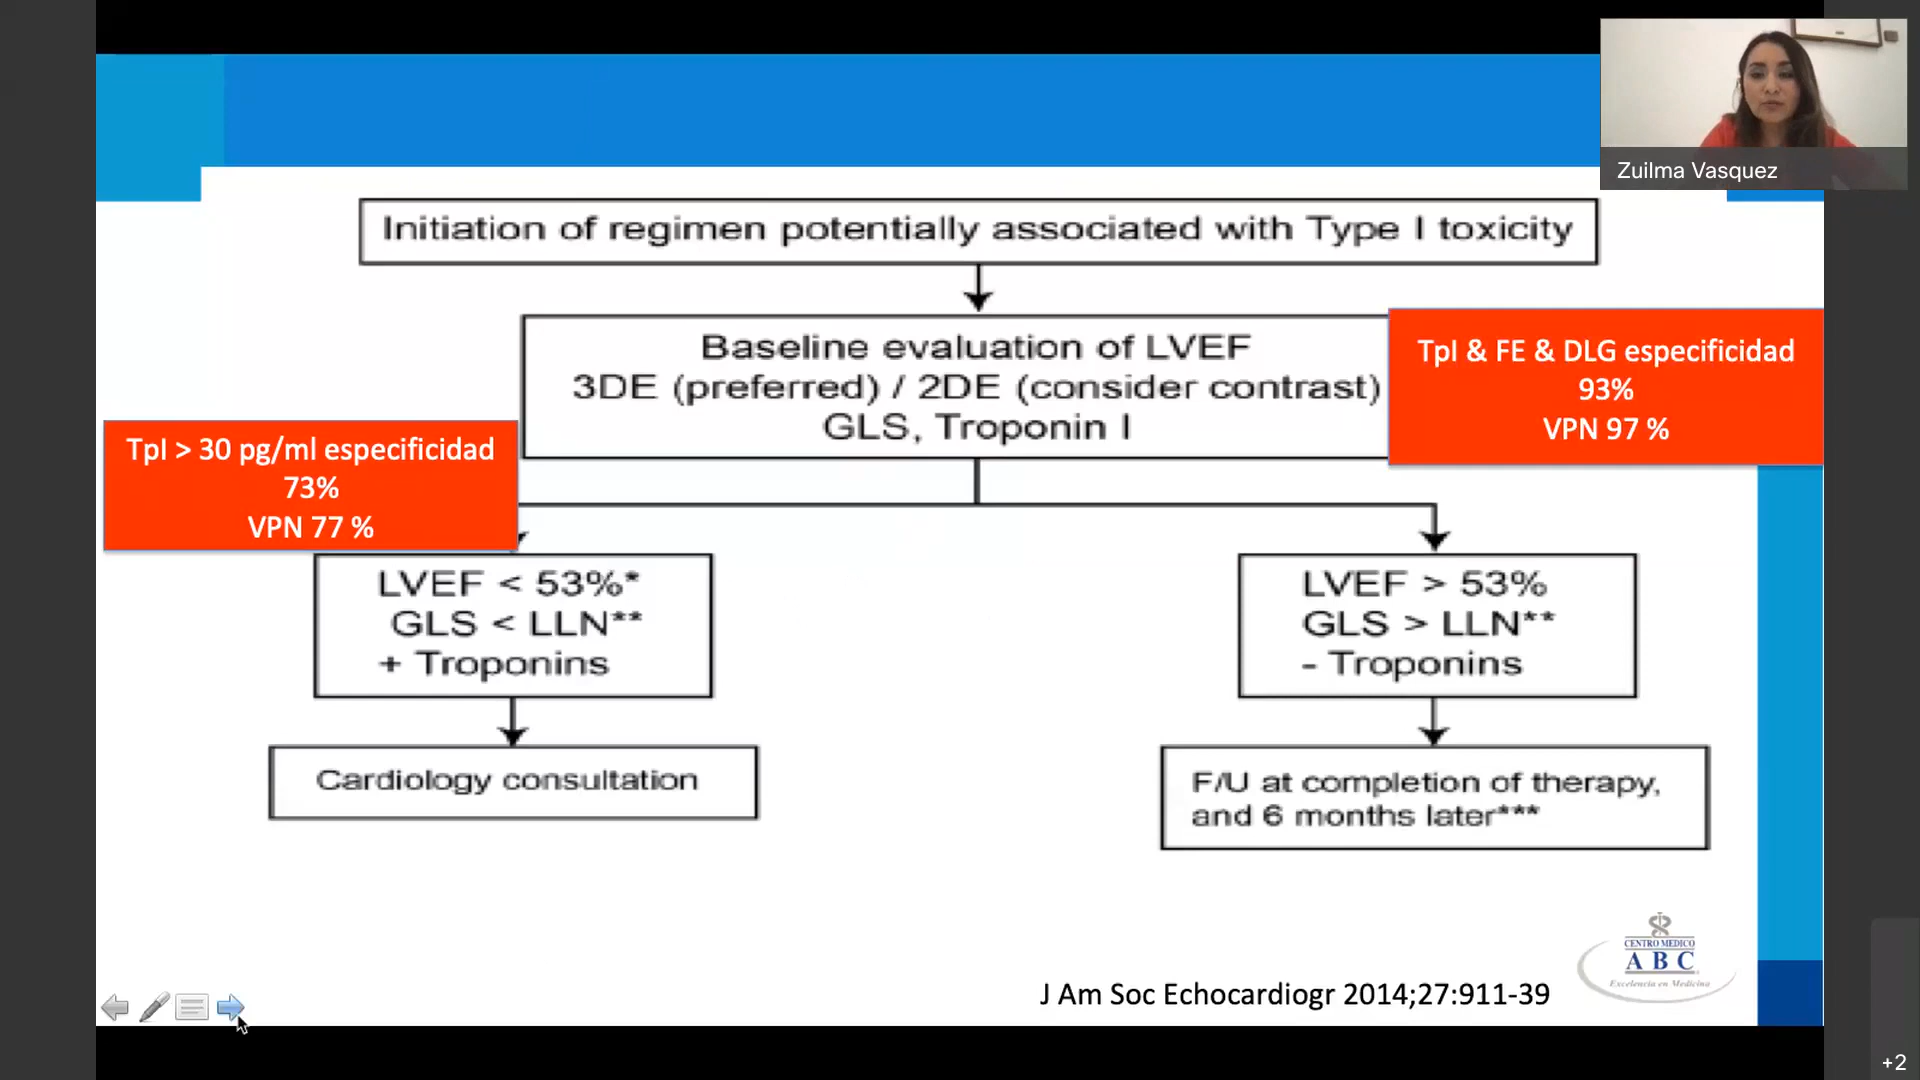 Zuilma Vasquez
Initiation of regimen potentially associated with Type I toxicity
Baseline evaluation of LVEF
3DE (preferred) / 2DE (consider contrast)
GLS, Troponin I
TpI & FE & DLG especificidad
93%
VPN 97 %
TpI > 30 pg/ml especificidad
73%
VPN 77 %
LVEF < 53%*
GLS < LLN**
+ Troponins
LVEF > 53%
GLS > LLN**
- Troponins
Cardiology consultation
F/U at completion of therapy,
and 6 months later***
CENTRO MEDICO
A B C
Excelencia en Medicina
J Am Soc Echocardiogr 2014;27:911-39
+2